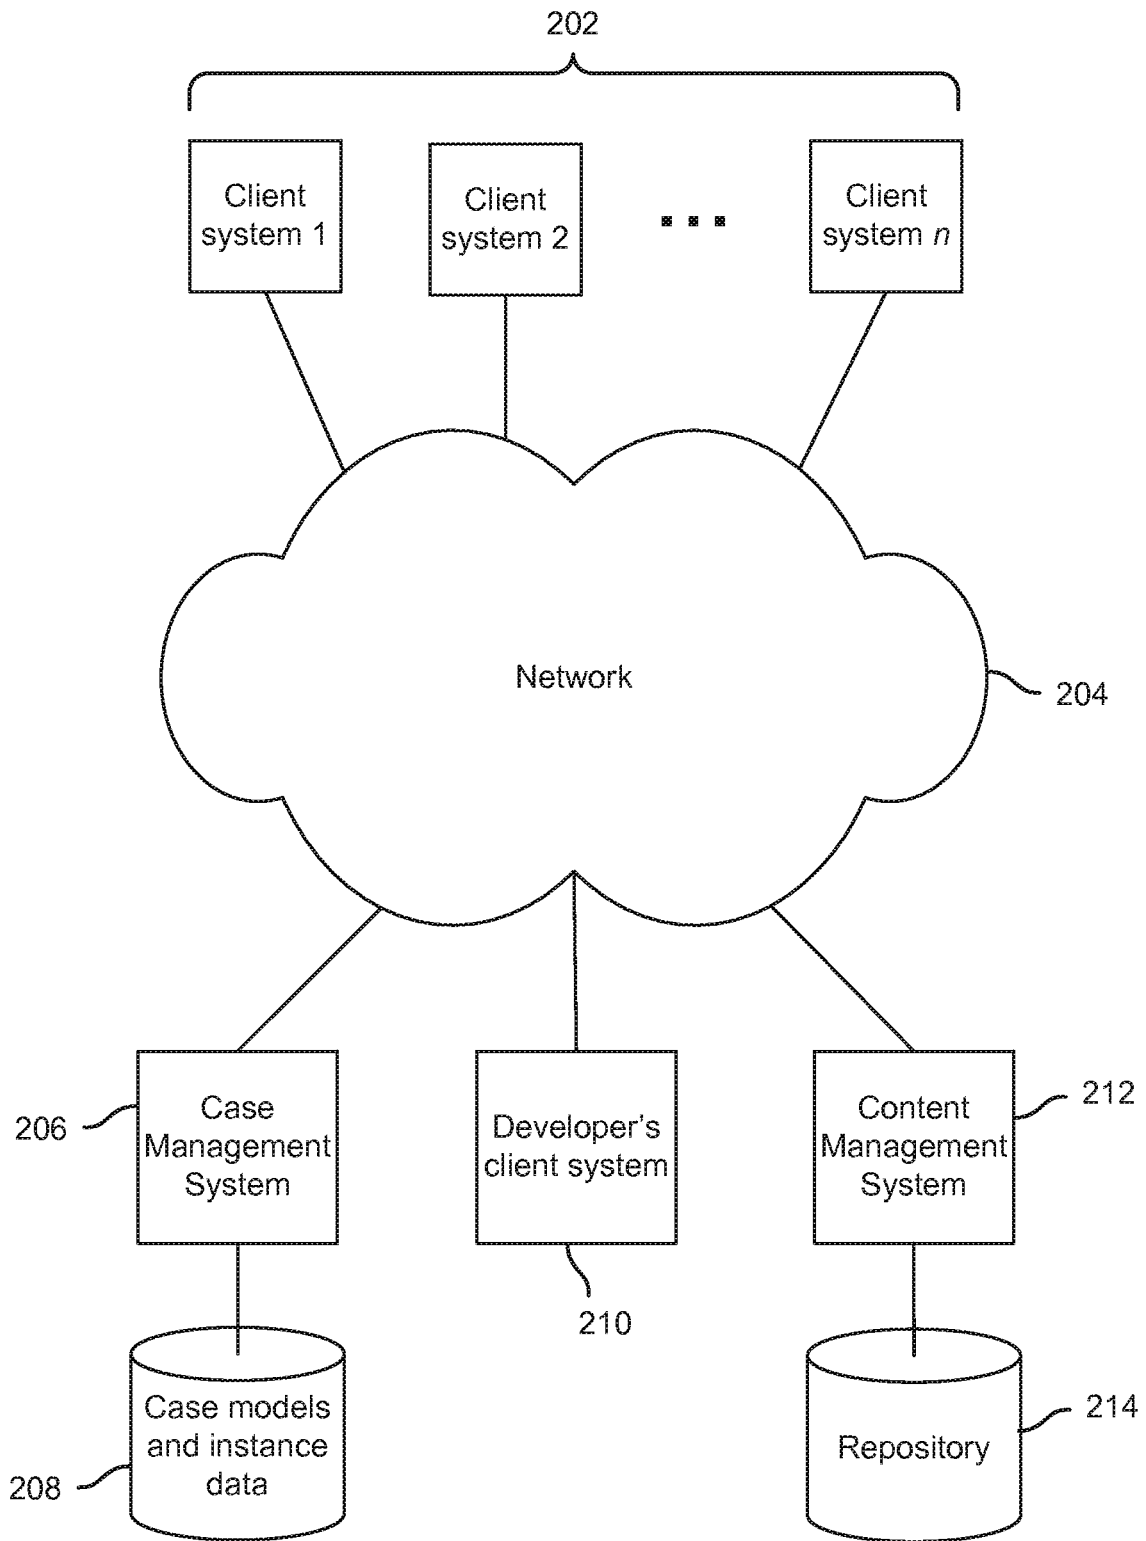 202
Client
system 1
Client
system 2
Client
system n
Network
204
206
Case
Management
System
Developer's
client system
210
Content
Management
System
212
Case models
and instance
data
208
Repository
214